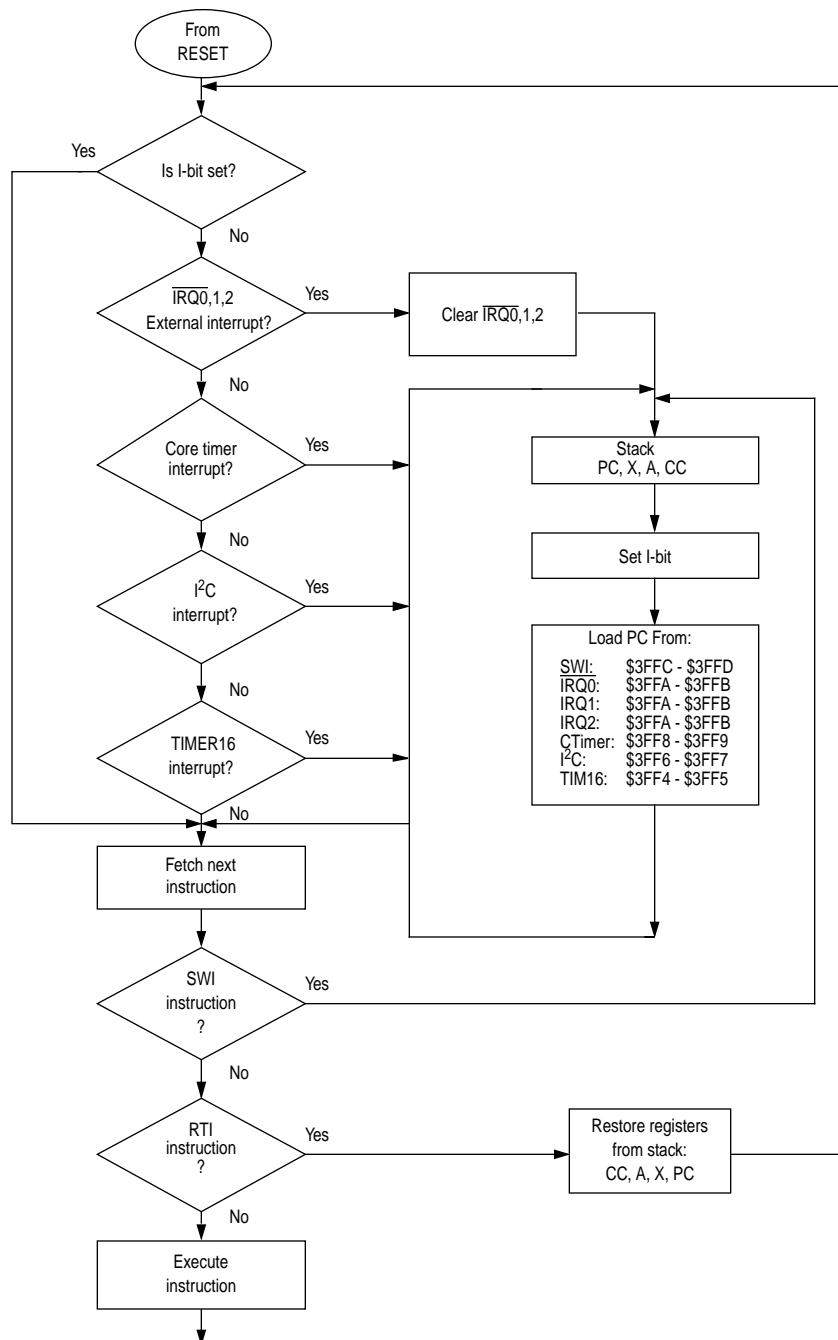 From
RESET
Yes
Is I-bit set?
No
IRQ0,1,2
External interrupt?
Yes
Clear IRQ0,1,2
No
Core timer
interrupt?
Yes
Stack
PC, X, A, CC
No
Set I-bit
I²C
interrupt?
Yes
Load PC From:
SWI: $3FFC - $3FFD
IRQ0: $3FFA - $3FFB
IRQ1: $3FFA - $3FFB
IRQ2: $3FFA - $3FFB
CTimer: $3FF8 - $3FF9
I²C: $3FF6 - $3FF7
TIM16: $3FF4 - $3FF5
No
TIMER16
interrupt?
Yes
No
Fetch next
instruction
SWI
instruction
?
Yes
No
RTI
instruction
?
Yes
Restore registers
from stack:
CC, A, X, PC
No
Execute
instruction